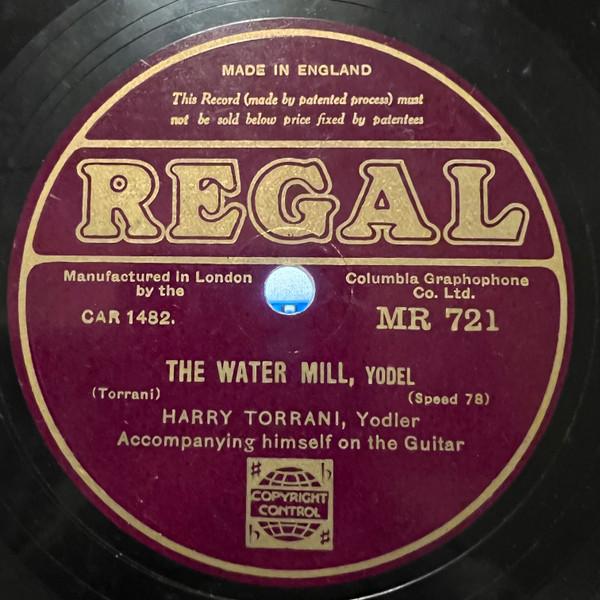 MADE IN ENGLAND
This Record (made by patented process) must
not be sold below price fixed by patentees
REGAL
Manufactured in London by the
Columbia Graphophone Co. Ltd.
CAR 1482.
MR 721
THE WATER MILL, YODEL
(Torrani)
(Speed 78)
HARRY TORRANI, Yodler
Accompanying himself on the Guitar
♯ ♭
COPYRIGHT
CONTROL
♭ ♯